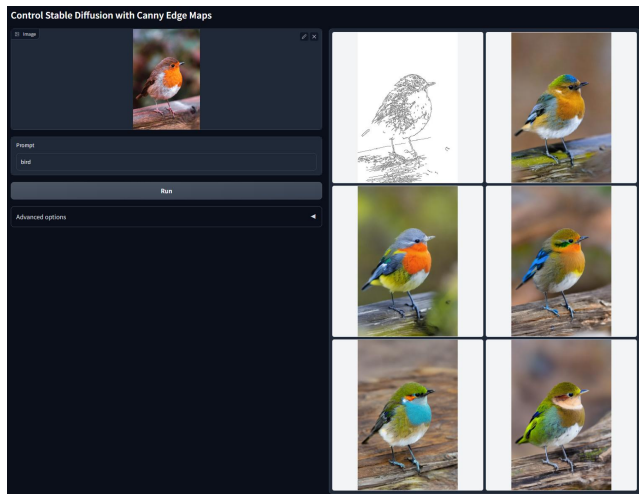 Control Stable Diffusion with Canny Edge Maps
Image
Prompt
bird
Run
Advanced options